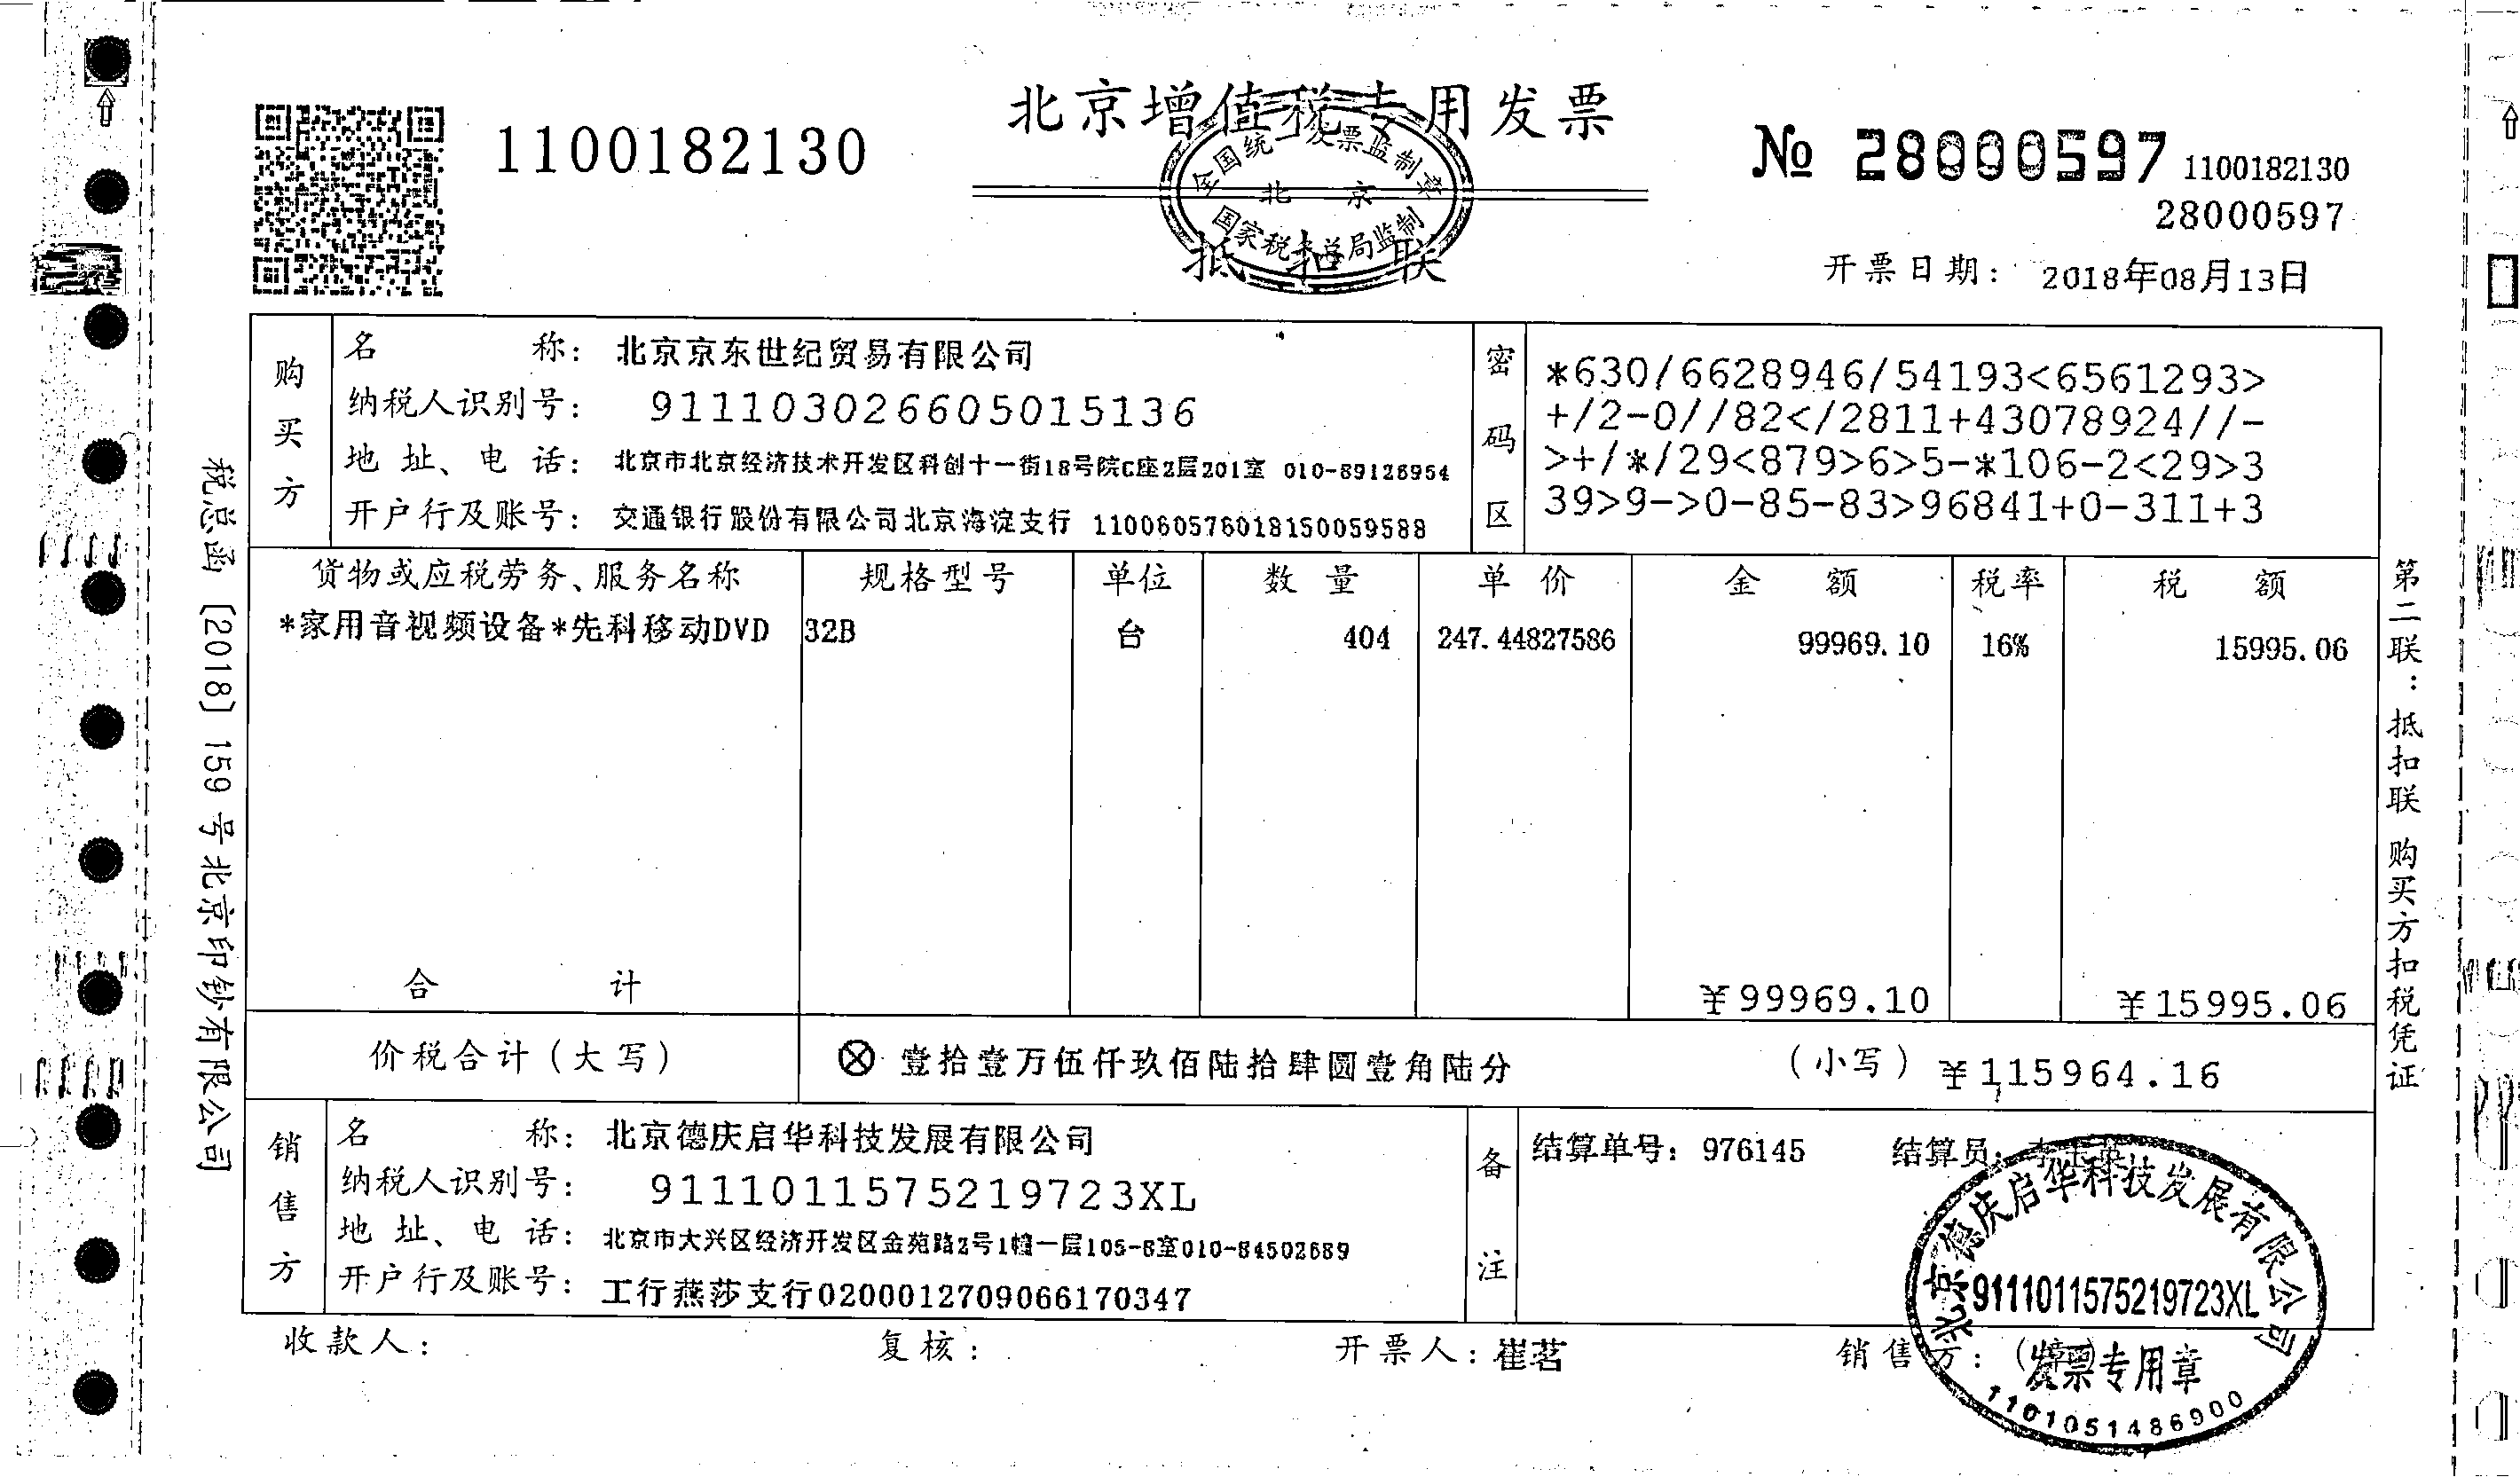 北京增值税专用发票
1100182130
№ 28000597
1100182130
28000597
全国统一发票监制章
北京
国家税务总局监制
抵扣联
开票日期： 2018年08月13日
购买方
名称： 北京京东世纪贸易有限公司
纳税人识别号： 911103026605015136
地址、电话： 北京市北京经济技术开发区科创十一街18号院C座2层201室 010-89126954
开户行及账号： 交通银行股份有限公司北京海淀支行 110060576018150059588
密码区
*630/6628946/54193<6561293>
+/2-0//82</2811+43078924//-
>+/*/29<879>6>5-*106-2<29>3
39>9->0-85-83>96841+0-311+3
货物或应税劳务、服务名称 规格型号 单位 数量 单价 金额 税率 税额
*家用音视频设备*先科移动DVD 32B 台 404 247.44827586 99969.10 16% 15995.06
合计 ¥99969.10 ¥15995.06
价税合计（大写） ⊗ 壹拾壹万伍仟玖佰陆拾肆圆壹角陆分 （小写）¥115964.16
销售方
名称： 北京德庆启华科技发展有限公司
纳税人识别号： 9111011575219723XL
地址、电话： 北京市大兴区经济开发区金苑路2号1幢一层105-8室010-84502689
开户行及账号： 工行燕莎支行0200012709066170347
备注
结算单号：976145 结算员：
收款人： 复核： 开票人：崔茗 销售方：（章）
北京德庆启华科技发展有限公司
9111011575219723XL
发票专用章
1101051486900
税总函［2018］159号北京印钞有限公司
第二联：抵扣联 购买方扣税凭证